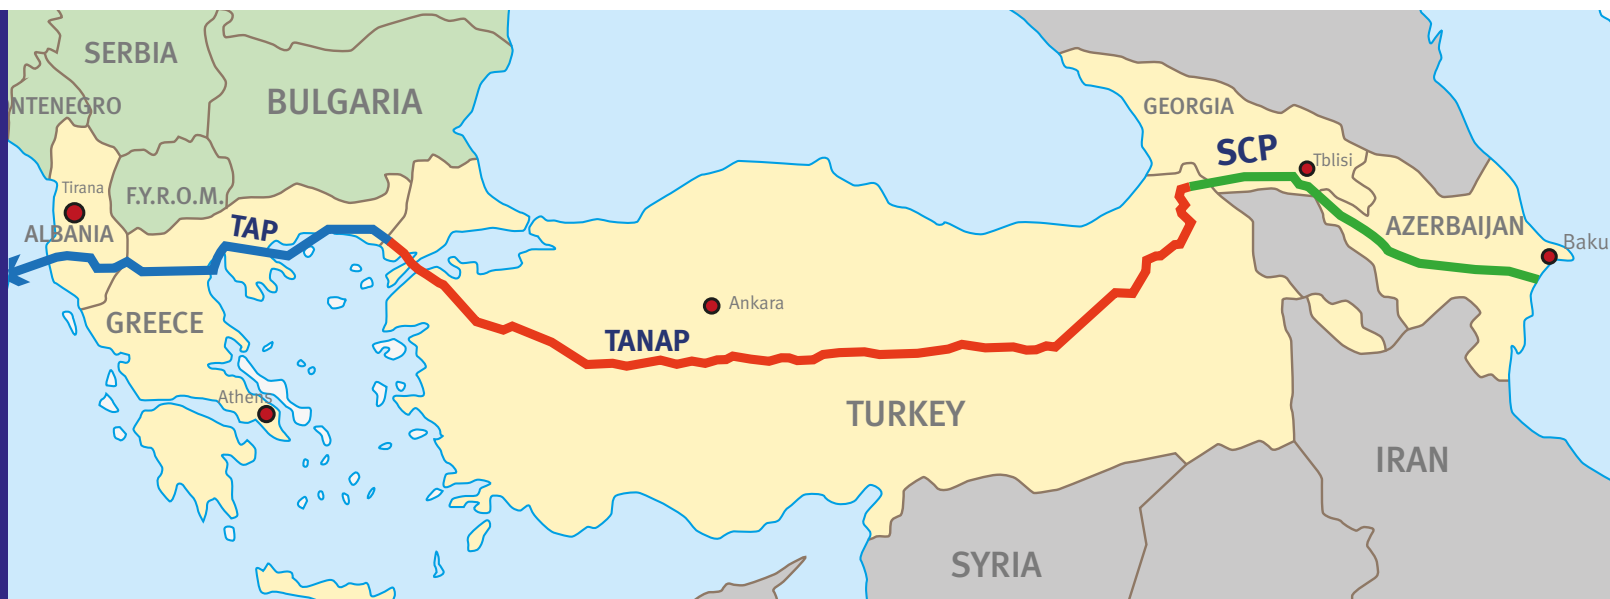 SERBIA
BULGARIA
NTENEGRO
GEORGIA
SCP
Tblisi
Tirana
F.Y.R.O.M.
TAP
ALBANIA
AZERBAIJAN
Baku
GREECE
Ankara
TANAP
Athens
TURKEY
IRAN
SYRIA